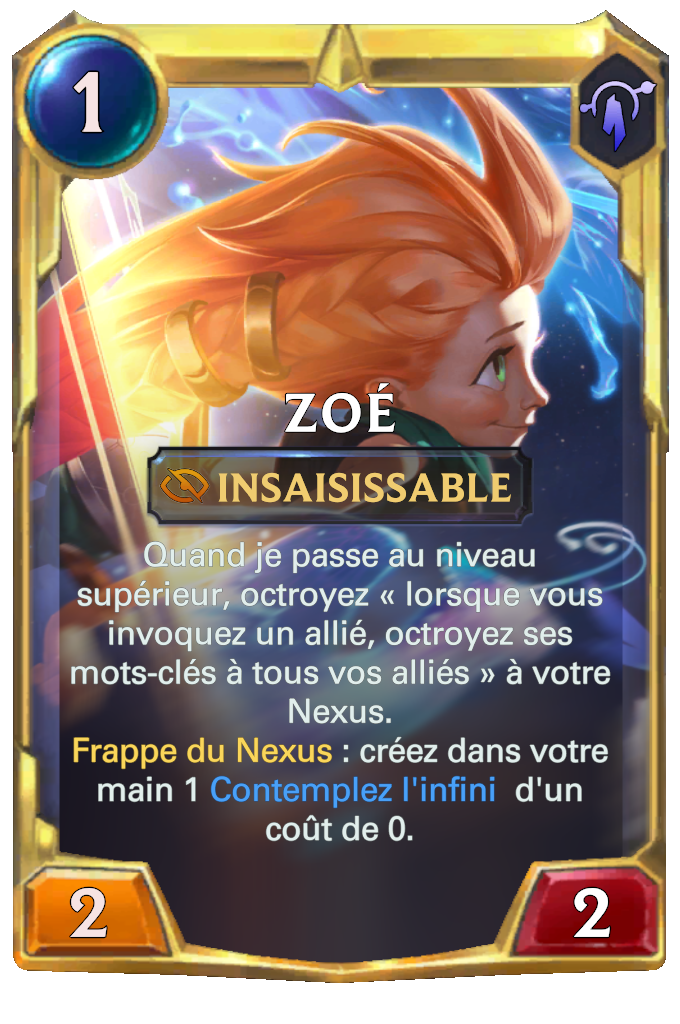 1
ZOÉ
INSAISISSABLE
Quand je passe au niveau
supérieur, octroyez « lorsque vous
invoquez un allié, octroyez ses
mots-clés à tous vos alliés » à votre
Nexus.
Frappe du Nexus : créez dans votre
main 1 Contemplez l'infini d'un
coût de 0.
2
2